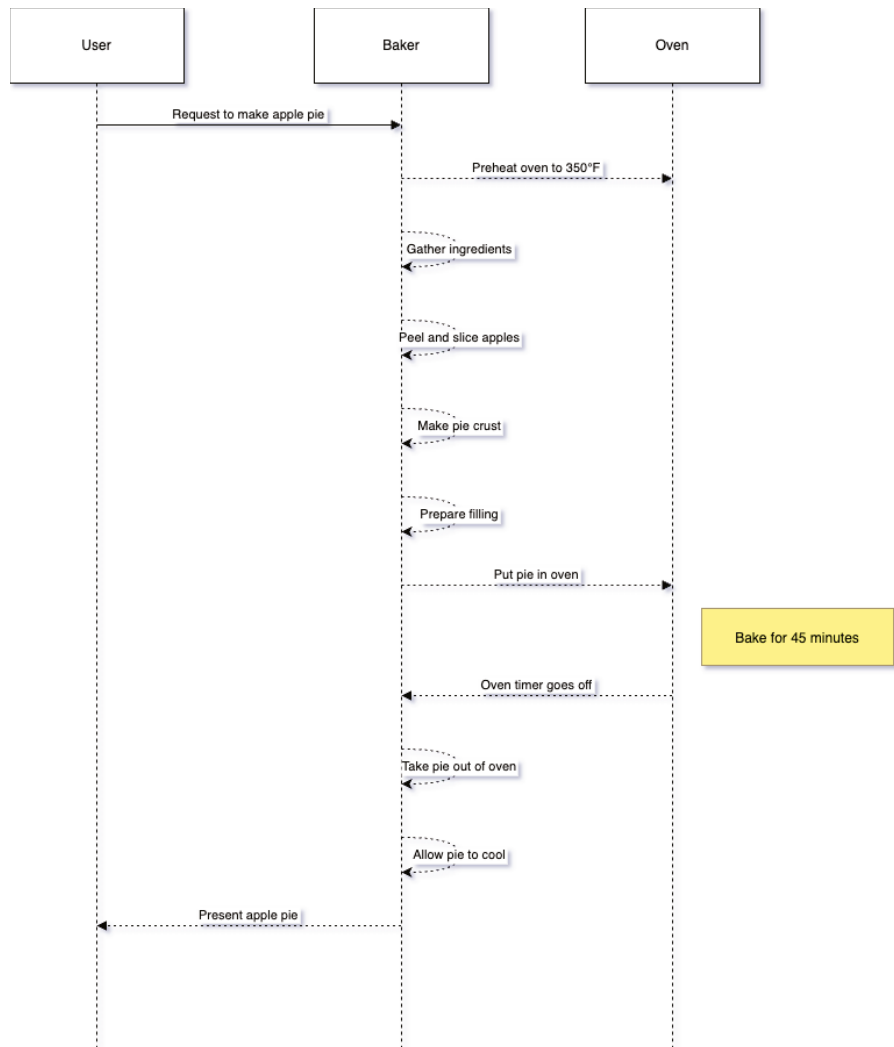 User
Baker
Oven
Request to make apple pie
Preheat oven to 350°F
Gather ingredients
Peel and slice apples
Make pie crust
Prepare filling
Put pie in oven
Bake for 45 minutes
Oven timer goes off
Take pie out of oven
Allow pie to cool
Present apple pie